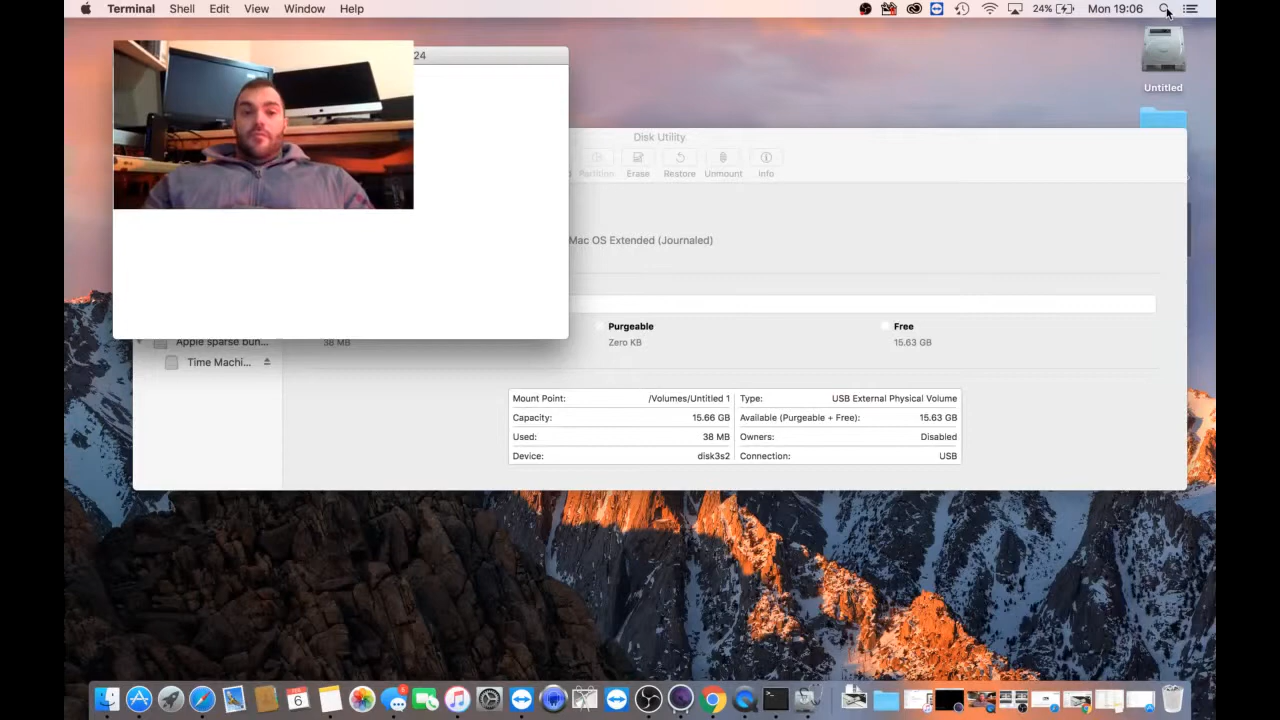 Terminal Shell Edit View Window Help 24% Mon 19:06
24
Untitled
Disk Utility
Partition Erase Restore Unmount Info
Mac OS Extended (Journaled)
Purgeable Free
Apple sparse bun... 38 MB Zero KB 15.63 GB
Time Machi...
Mount Point: /Volumes/Untitled 1 Type: USB External Physical Volume
Capacity: 15.66 GB Available (Purgeable + Free): 15.63 GB
Used: 38 MB Owners: Disabled
Device: disk3s2 Connection: USB
6